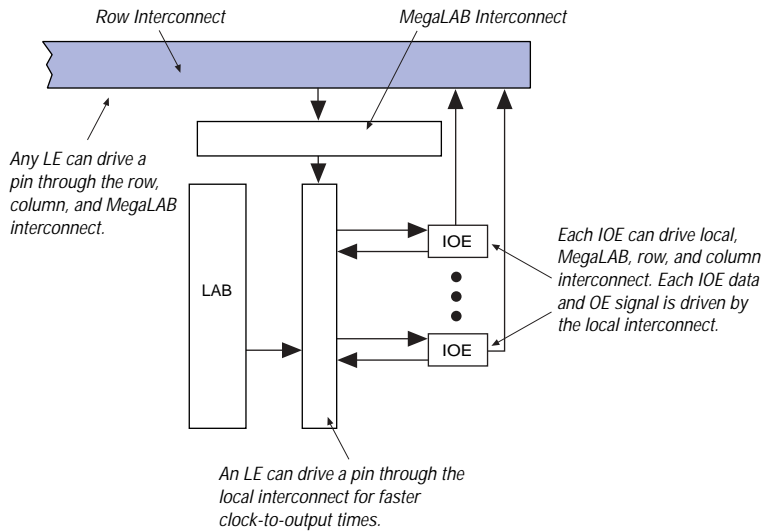 Row Interconnect
MegaLAB Interconnect
Any LE can drive a
pin through the row,
column, and MegaLAB
interconnect.
LAB
IOE
IOE
Each IOE can drive local,
MegaLAB, row, and column
interconnect. Each IOE data
and OE signal is driven by
the local interconnect.
An LE can drive a pin through the
local interconnect for faster
clock-to-output times.